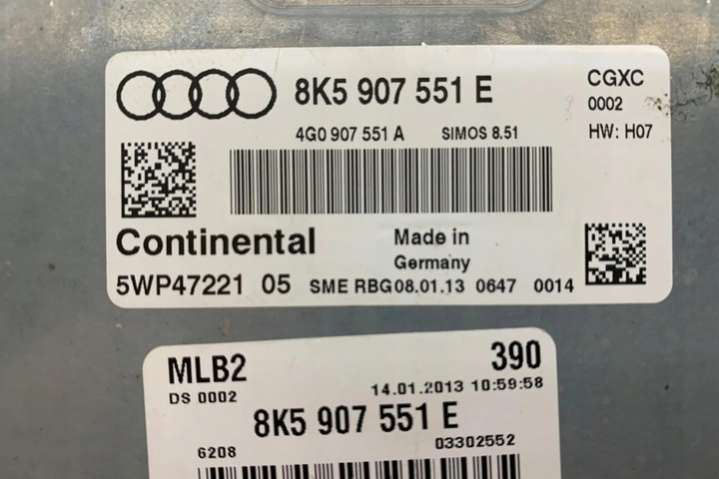 8K5 907 551 E
CGXC
0002
HW: H07
4G0 907 551 A SIMOS 8.51
Continental
Made in
Germany
5WP47221 05 SME RBG08.01.13 0647 0014
MLB2 390
DS 0002 14.01.2013 10:59:58
8K5 907 551 E
6208 03302552